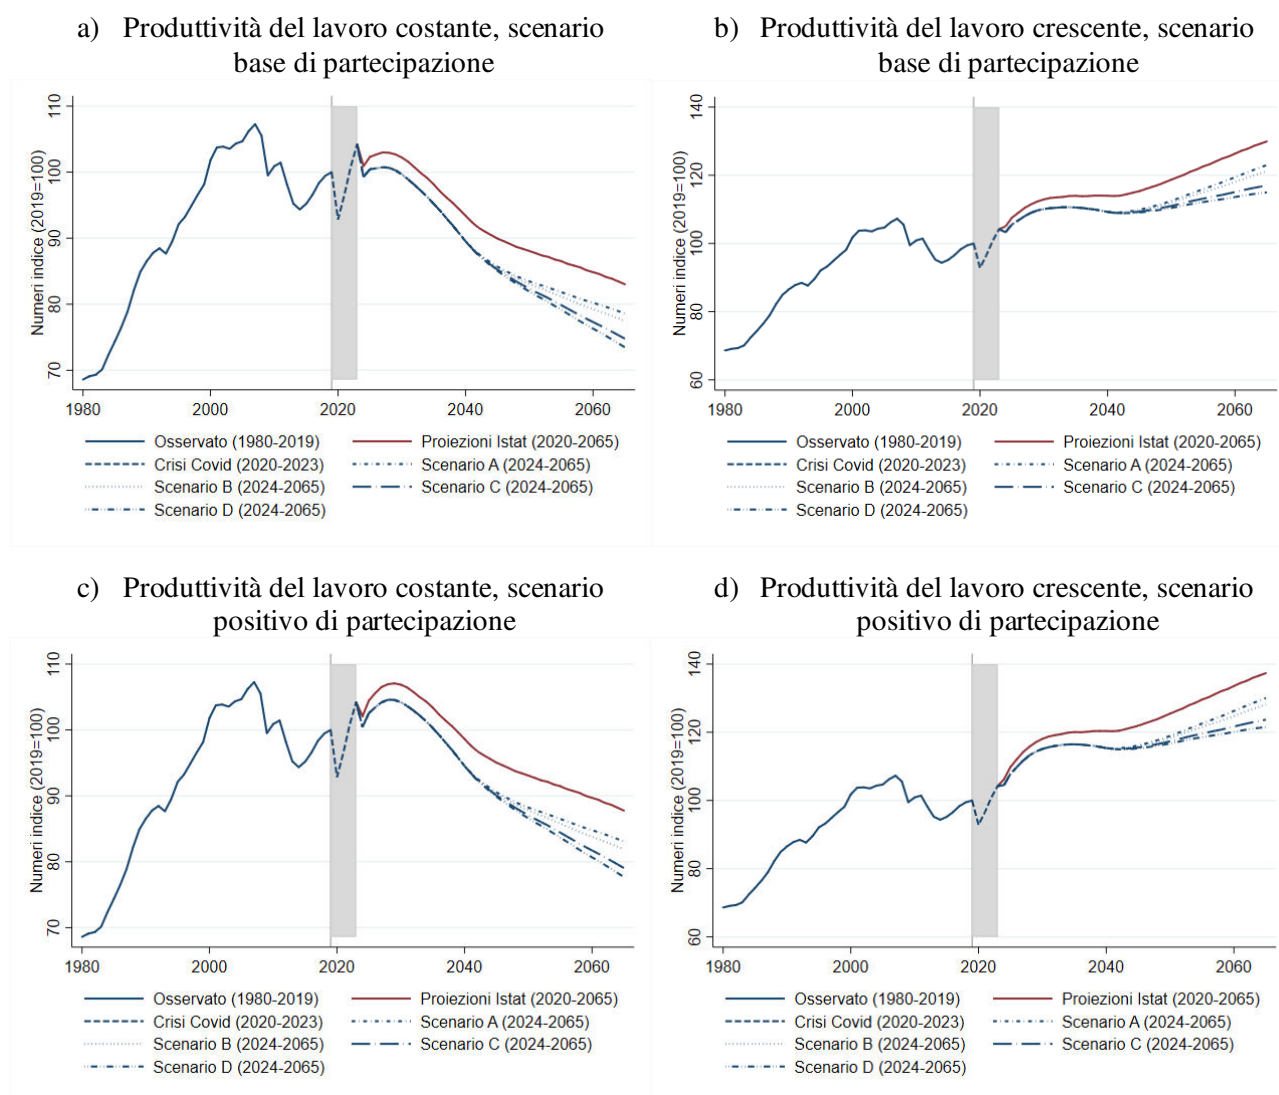 a) Produttività del lavoro costante, scenario
base di partecipazione
Numeri indice (2019=100)
110
100
90
80
70
1980 2000 2020 2040 2060
Osservato (1980-2019) Proiezioni Istat (2020-2065)
Crisi Covid (2020-2023) Scenario A (2024-2065)
Scenario B (2024-2065) Scenario C (2024-2065)
Scenario D (2024-2065)
b) Produttività del lavoro crescente, scenario
base di partecipazione
Numeri indice (2019=100)
140
120
100
80
60
1980 2000 2020 2040 2060
Osservato (1980-2019) Proiezioni Istat (2020-2065)
Crisi Covid (2020-2023) Scenario A (2024-2065)
Scenario B (2024-2065) Scenario C (2024-2065)
Scenario D (2024-2065)
c) Produttività del lavoro costante, scenario
positivo di partecipazione
Numeri indice (2019=100)
110
100
90
80
70
1980 2000 2020 2040 2060
Osservato (1980-2019) Proiezioni Istat (2020-2065)
Crisi Covid (2020-2023) Scenario A (2024-2065)
Scenario B (2024-2065) Scenario C (2024-2065)
Scenario D (2024-2065)
d) Produttività del lavoro crescente, scenario
positivo di partecipazione
Numeri indice (2019=100)
140
120
100
80
60
1980 2000 2020 2040 2060
Osservato (1980-2019) Proiezioni Istat (2020-2065)
Crisi Covid (2020-2023) Scenario A (2024-2065)
Scenario B (2024-2065) Scenario C (2024-2065)
Scenario D (2024-2065)